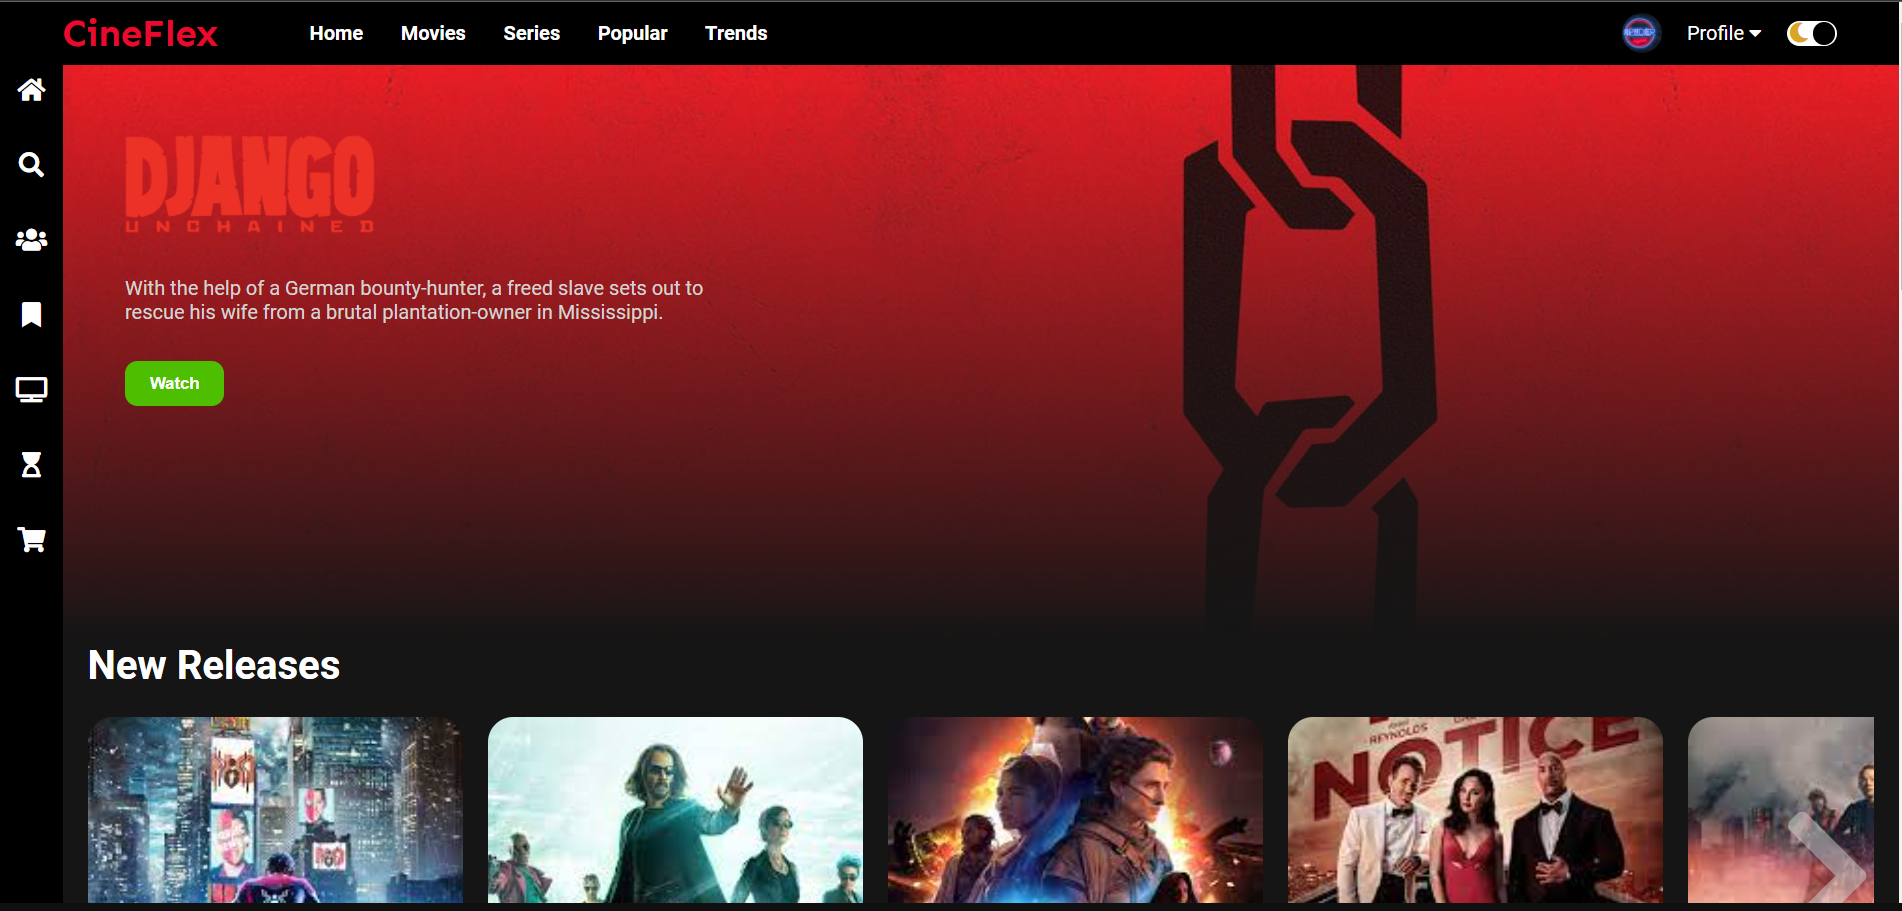 CineFlex
Home Movies Series Popular Trends
SPIDER
Profile
DJANGO
UNCHAINED
With the help of a German bounty-hunter, a freed slave sets out to
rescue his wife from a brutal plantation-owner in Mississippi.
Watch
New Releases
REYNOLDS
NOTICE